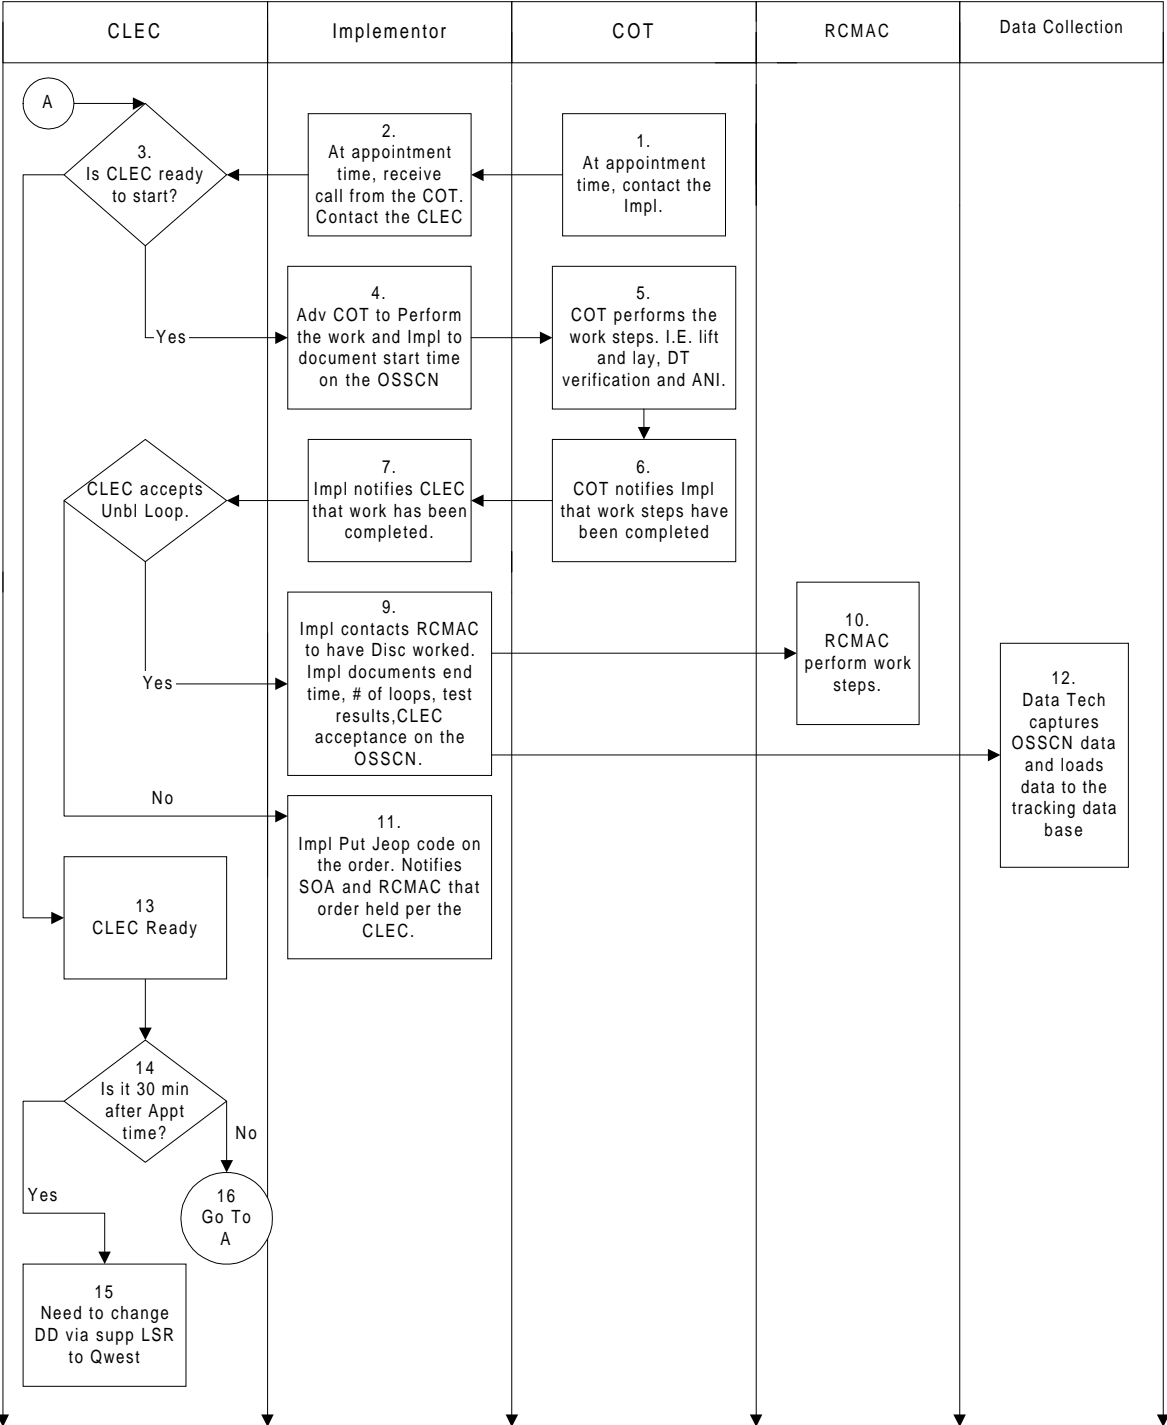 CLEC
Implementor
COT
RCMAC
Data Collection
A
3.
Is CLEC ready
to start?
2.
At appointment
time, receive
call from the COT.
Contact the CLEC
1.
At appointment
time, contact the
Impl.
Yes
4.
Adv COT to Perform
the work and Impl to
document start time
on the OSSCN
5.
COT performs the
work steps. I.E. lift
and lay, DT
verification and ANI.
CLEC accepts
Unbl Loop.
7.
Impl notifies CLEC
that work has been
completed.
6.
COT notifies Impl
that work steps have
been completed
Yes
9.
Impl contacts RCMAC
to have Disc worked.
Impl documents end
time, # of loops, test
results,CLEC
acceptance on the
OSSCN.
10.
RCMAC
perform work
steps.
12.
Data Tech
captures
OSSCN data
and loads
data to the
tracking data
base
No
11.
Impl Put Jeop code on
the order. Notifies
SOA and RCMAC that
order held per the
CLEC.
13
CLEC Ready
14
Is it 30 min
after Appt
time?
No
Yes
16
Go To
A
15
Need to change
DD via supp LSR
to Qwest